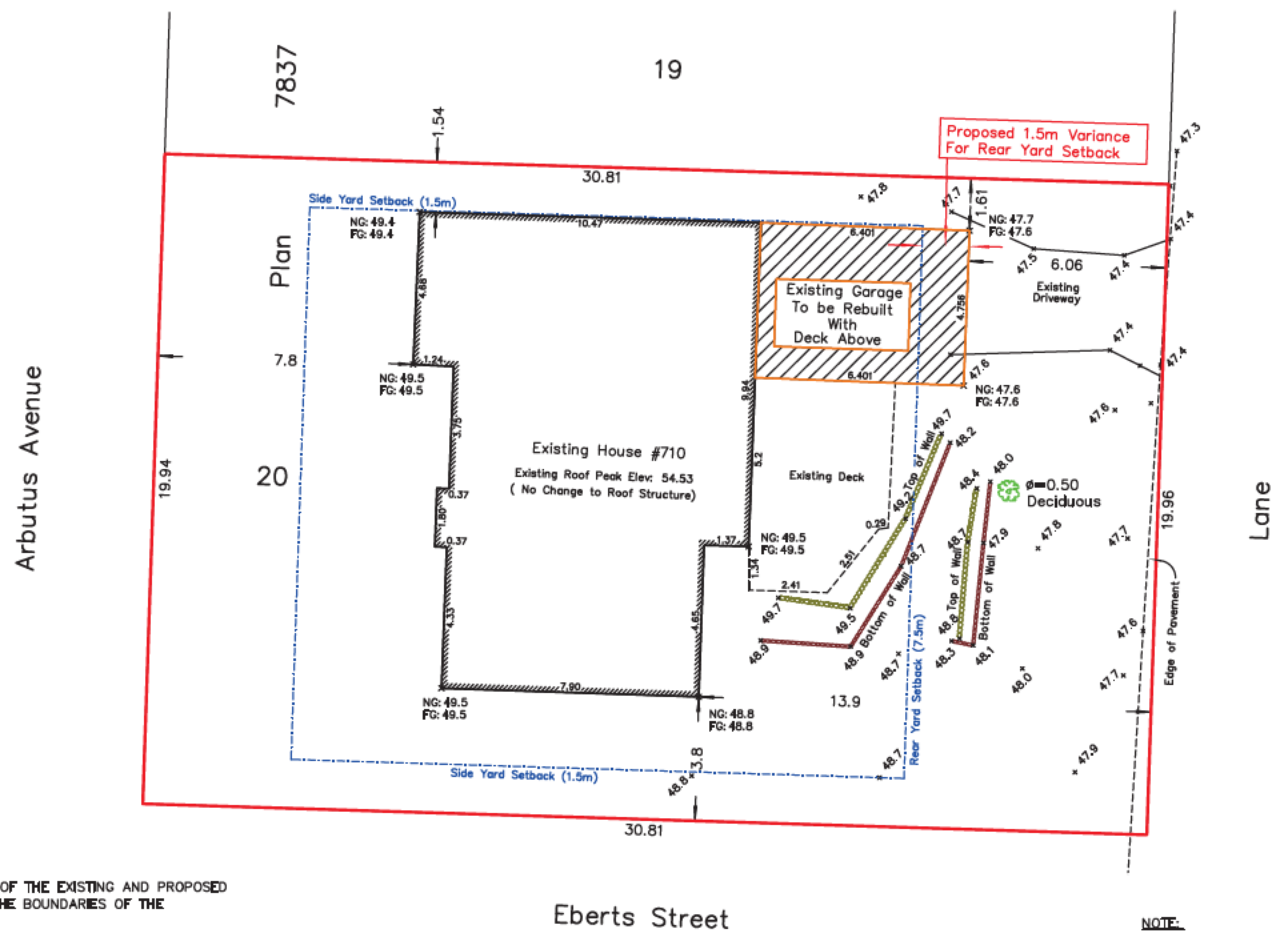 7837
19
1.54
Proposed 1.5m Variance
For Rear Yard Setback
47.3
30.81
47.8
47.7
1.61
Side Yard Setback (1.5m)
NG: 49.4
FG: 49.4
10.47
6.401
NG: 47.7
FG: 47.6
47.4
47.5
47.4
6.06
Existing
Driveway
Plan
4.68
Existing Garage
To be Rebuilt
With
Deck Above
4.756
47.4
47.4
7.8
1.24
NG: 49.5
FG: 49.5
9.94
6.401
47.6
NG: 47.6
FG: 47.6
47.6
Arbutus Avenue
19.94
20
3.75
Existing House #710
Existing Roof Peak Elev: 54.53
( No Change to Roof Structure)
5.2
Existing Deck
49.7
48.2
Top of Wall
49.2
48.4
48.0
ø=0.50
Deciduous
19.96
Lane
0.37
1.80
0.37
0.29
1.37
NG: 49.5
FG: 49.5
1.34
2.51
2.41
48.7
48.7
47.9
47.8
47.7
4.33
4.65
49.7
49.5
Bottom of Wall
48.9
48.9
48.7
Top of Wall
Bottom of Wall
48.8
48.3
48.1
48.0
47.6
47.7
Edge of Pavement
7.90
NG: 49.5
FG: 49.5
NG: 48.8
FG: 48.8
13.9
Rear Yard Setback (7.5m)
Side Yard Setback (1.5m)
3.8
48.8
48.7
47.9
30.81
OF THE EXISTING AND PROPOSED
HE BOUNDARIES OF THE
Eberts Street
NOTE: